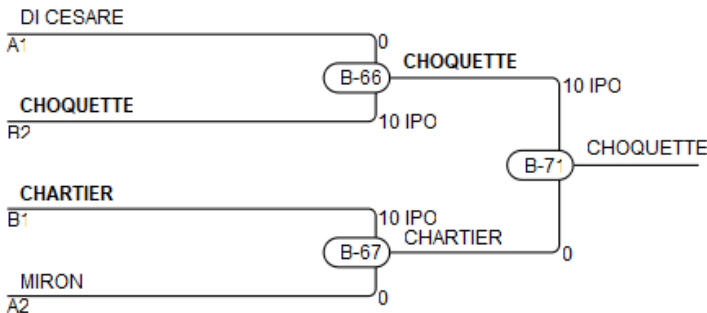 DI CESARE
A1
0
B-66
CHOQUETTE
10 IPO
CHOQUETTE
B2
10 IPO
B-71
CHOQUETTE
CHARTIER
B1
10 IPO
B-67
CHARTIER
0
MIRON
A2
0